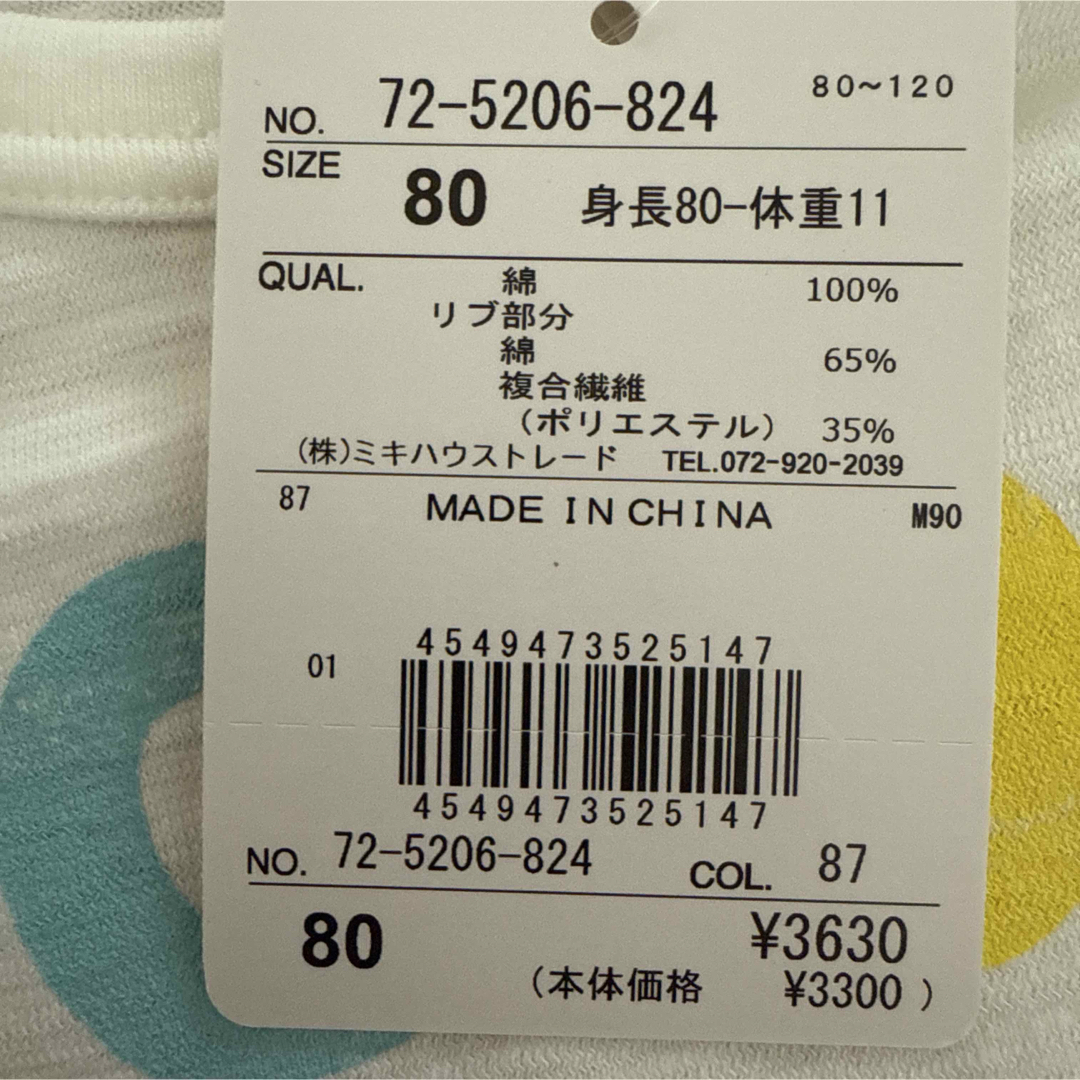 NO. 72-5206-824 80~120
SIZE 80 身長80-体重11
QUAL. 綿 100%
リブ部分
綿 65%
複合繊維
(ポリエステル) 35%
(株)ミキハウストレード TEL.072-920-2039
87 MADE IN CHINA M90
4549473525147
01
4549473525147
NO. 72-5206-824 COL. 87
80 ¥3630
(本体価格 ¥3300)